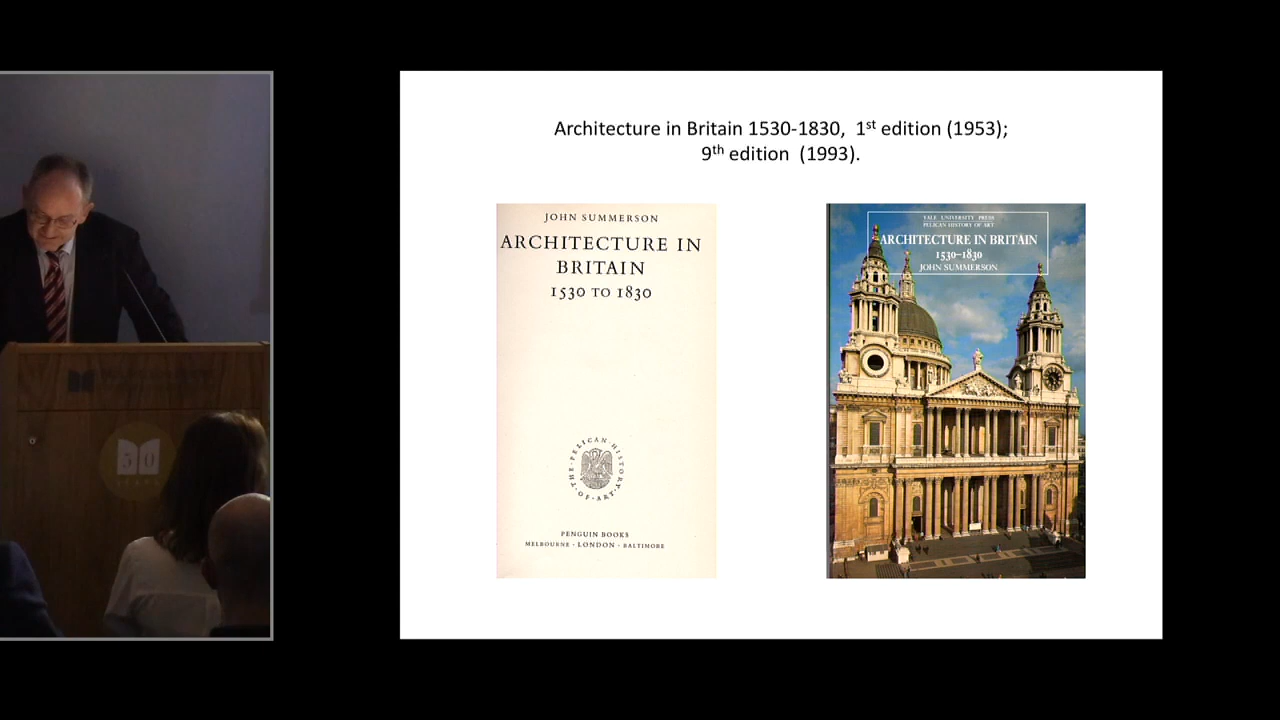 Architecture in Britain 1530-1830, 1st edition (1953);
9th edition (1993).
JOHN SUMMERSON
ARCHITECTURE IN
BRITAIN
1530 TO 1830
THE · PELICAN · HISTORY · OF · ART ·
PENGUIN BOOKS
MELBOURNE · LONDON · BALTIMORE
YALE UNIVERSITY PRESS
PELICAN HISTORY OF ART
ARCHITECTURE IN BRITAIN
1530–1830
JOHN SUMMERSON
50